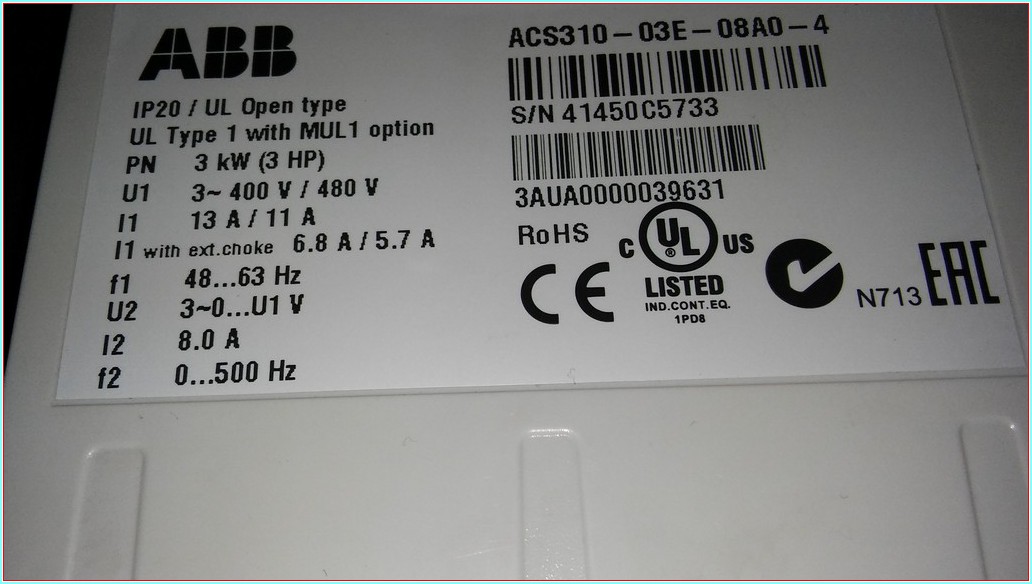 ABB
IP20 / UL Open type
UL Type 1 with MUL1 option
PN 3 kW (3 HP)
U1 3~ 400 V / 480 V
I1 13 A / 11 A
I1 with ext.choke 6.8 A / 5.7 A
f1 48...63 Hz
U2 3~0...U1 V
I2 8.0 A
f2 0...500 Hz
ACS310-03E-08A0-4
S/N 41450C5733
3AUA0000039631
RoHS
C UL US
®
LISTED
IND.CONT.EQ.
1PD8
CE
N713
EAC